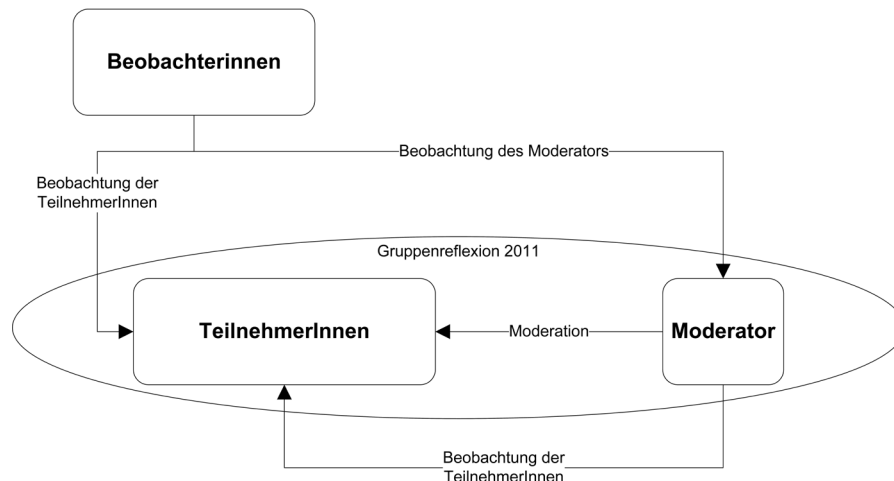 Beobachterinnen
Beobachtung des Moderators
Beobachtung der
TeilnehmerInnen
Gruppenreflexion 2011
TeilnehmerInnen
Moderation
Moderator
Beobachtung der
TeilnehmerInnen